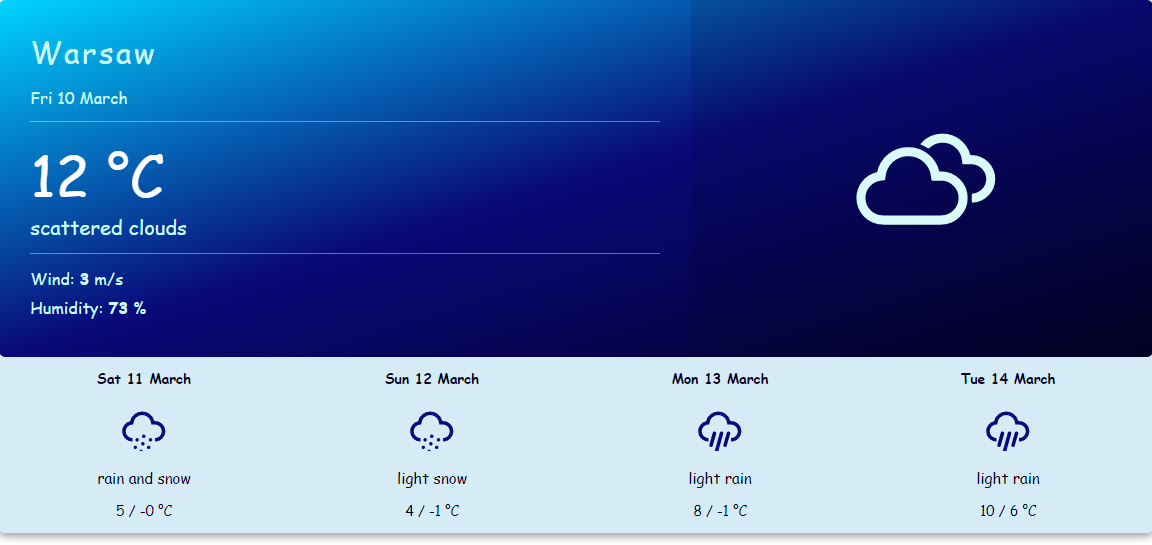 Warsaw
Fri 10 March
12 °C
scattered clouds
Wind: 3 m/s
Humidity: 73 %
Sat 11 March
rain and snow
5 / -0 °C
Sun 12 March
light snow
4 / -1 °C
Mon 13 March
light rain
8 / -1 °C
Tue 14 March
light rain
10 / 6 °C